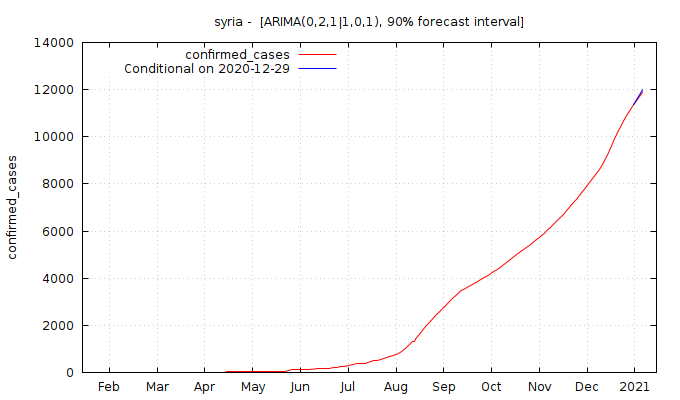 syria -  [ARIMA(0,2,1|1,0,1), 90% forecast interval]
confirmed_cases
Conditional on 2020-12-29
14000
12000
10000
8000
6000
4000
2000
0
confirmed_cases
Feb Mar Apr May Jun Jul Aug Sep Oct Nov Dec 2021